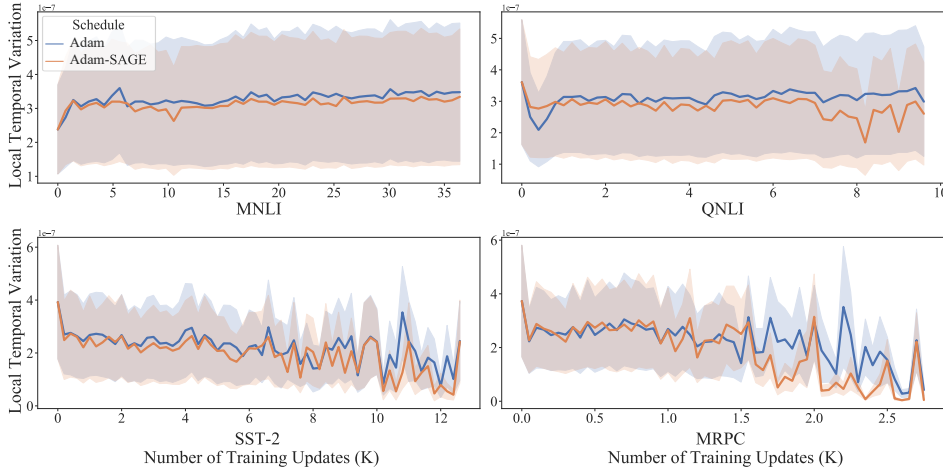 1e−7
1e−7
Schedule
Adam
Adam-SAGE
Local Temporal Variation
5
4
3
2
1
5
4
3
2
1
0 5 10 15 20 25 30 35
0 2 4 6 8 10
MNLI
QNLI
1e−7
1e−7
Local Temporal Variation
6
4
2
0
6
4
2
0
0 2 4 6 8 10 12
0.0 0.5 1.0 1.5 2.0 2.5
SST-2
MRPC
Number of Training Updates (K)
Number of Training Updates (K)